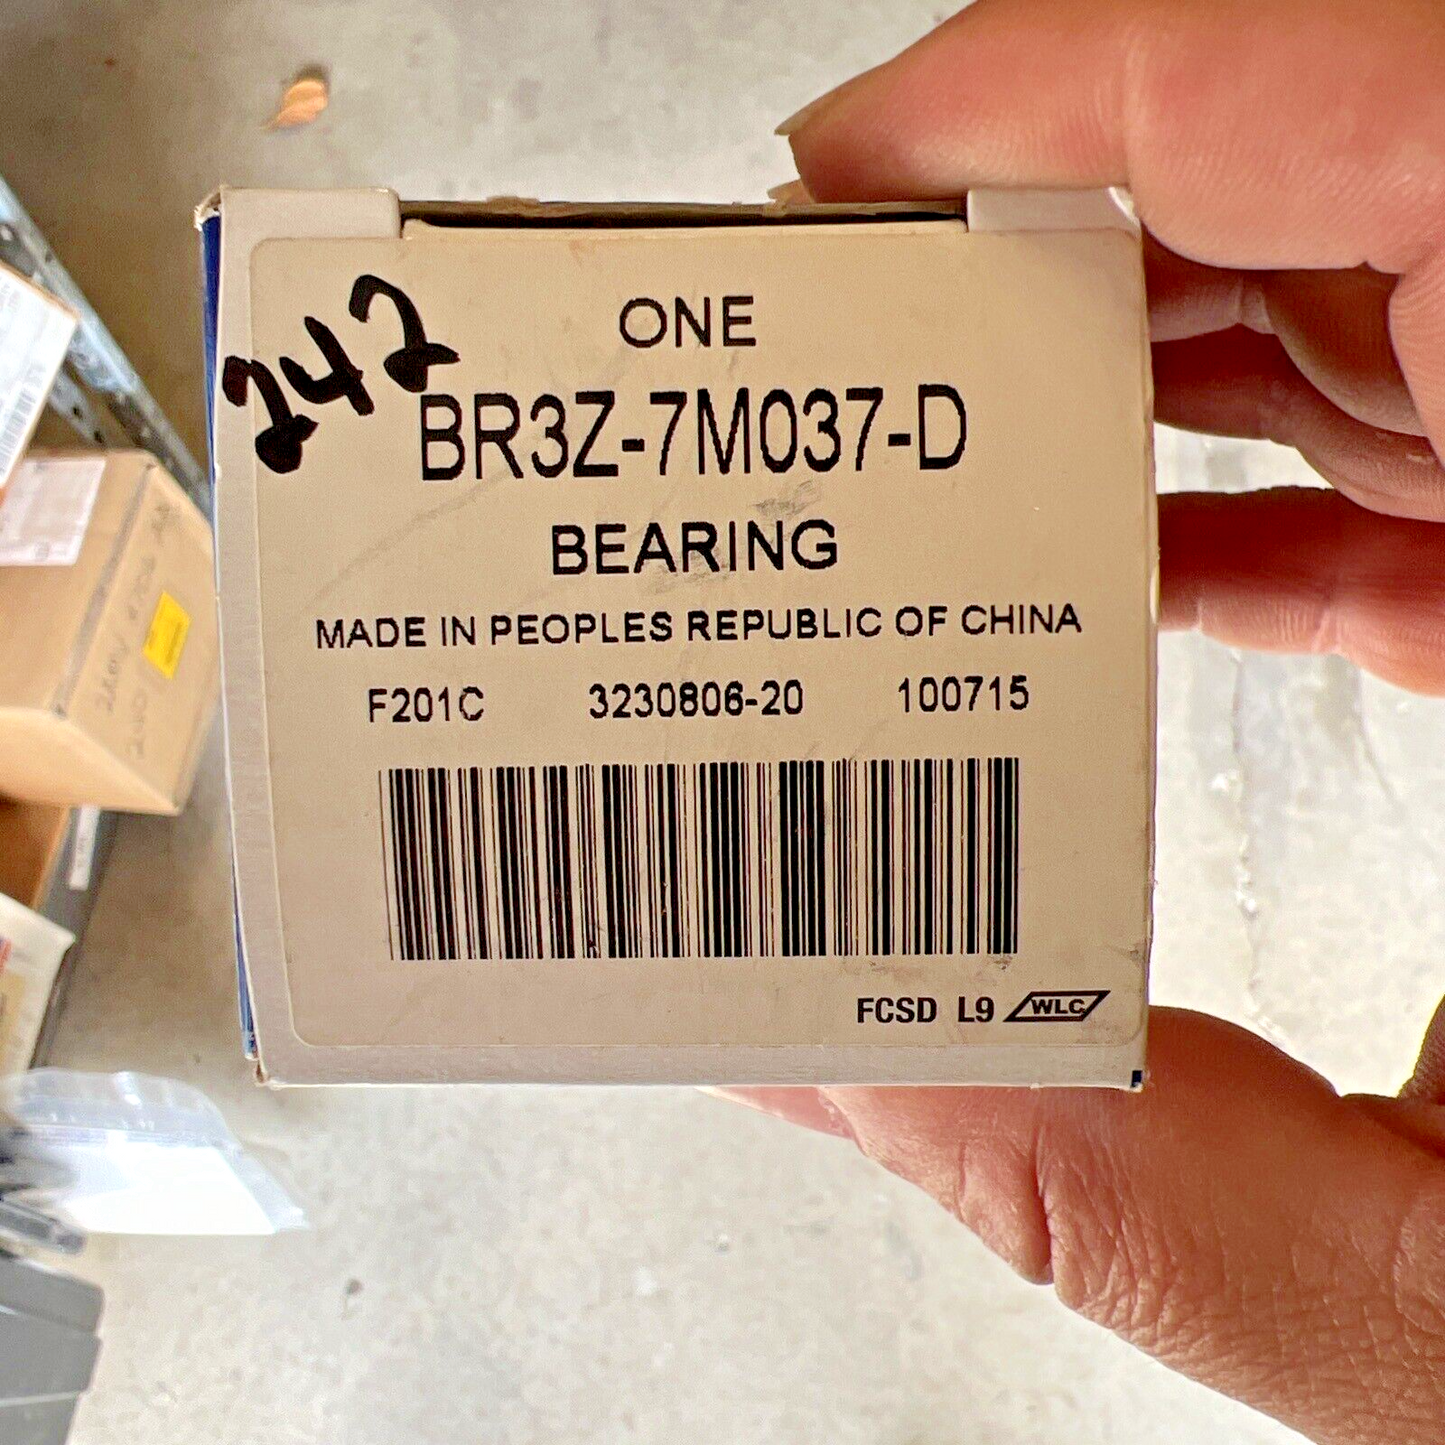 242
ONE
BR3Z-7M037-D
BEARING
MADE IN PEOPLES REPUBLIC OF CHINA
F201C 3230806-20 100715
FCSD L9 WLC